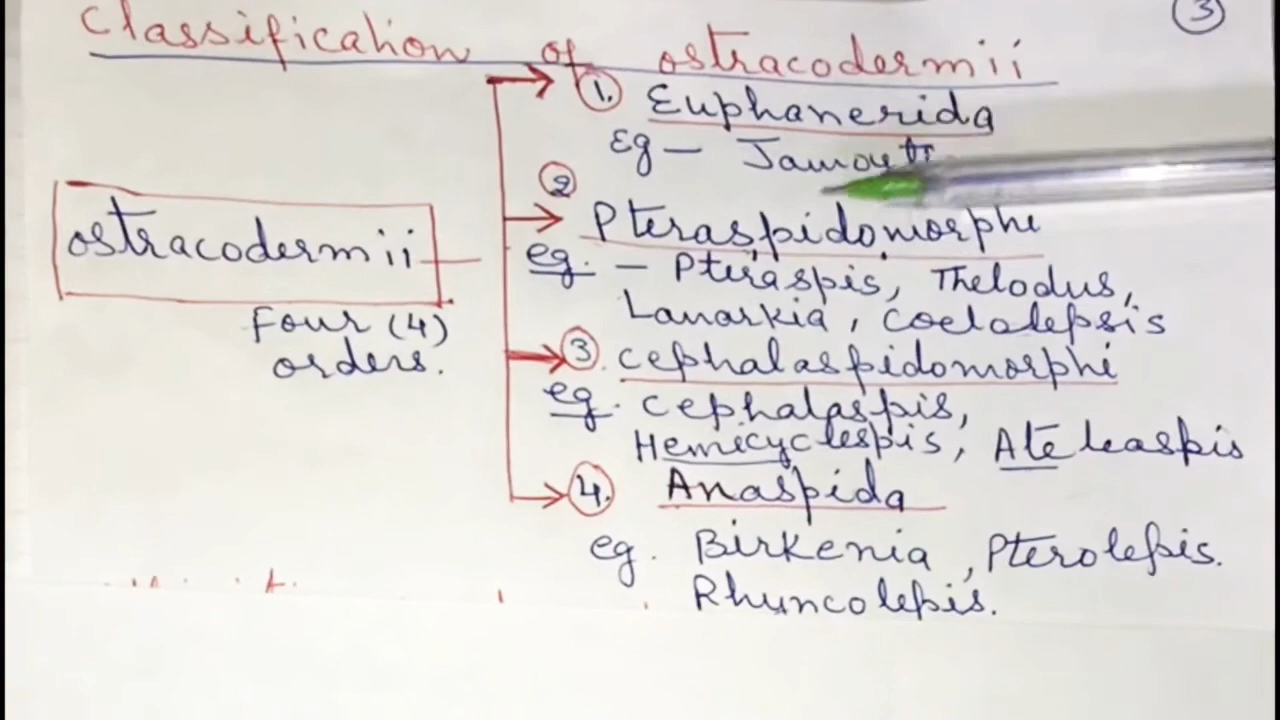 3
Classification of ostracodermii
1. Euphanerida
Eg –
2
Pteraspidomorphi
eg. – Pteraspis, Thelodus,
Lanarkia, coelolepsis
ostracodermii
Four (4)
orders.
3. cephalaspidomorphi
eg. cephalaspis,
Hemicyclespis, Ateleaspis
4. Anaspida
eg. Birkenia, Pterolepis.
Rhyncolepis.